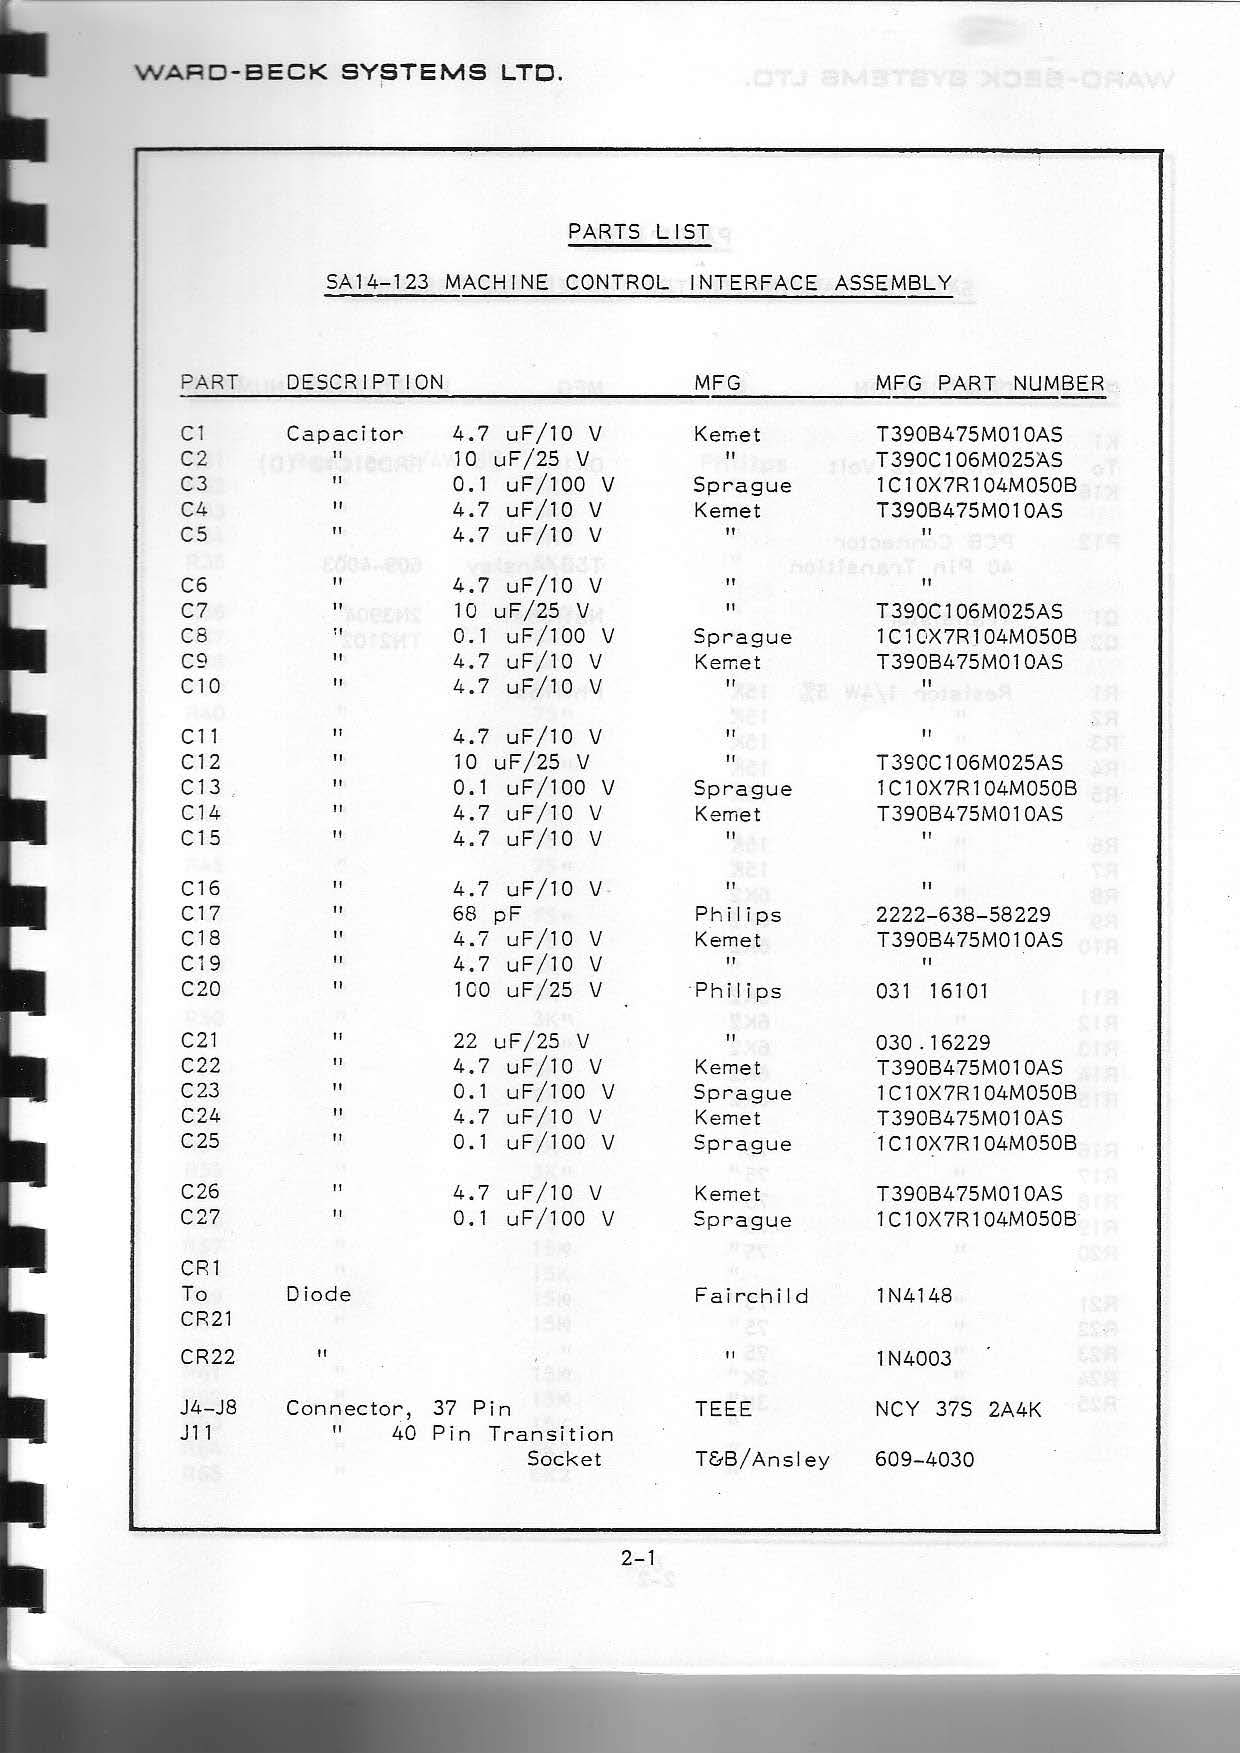 WARD-BECK SYSTEMS LTD.
PARTS LIST
SA14-123 MACHINE CONTROL INTERFACE ASSEMBLY
PART DESCRIPTION MFG MFG PART NUMBER
C1 Capacitor 4.7 uF/10 V Kemet T390B475M010AS
C2 " 10 uF/25 V " T390C106M025AS
C3 " 0.1 uF/100 V Sprague 1C10X7R104M050B
C4 " 4.7 uF/10 V Kemet T390B475M010AS
C5 " 4.7 uF/10 V " "
C6 " 4.7 uF/10 V " "
C7 " 10 uF/25 V " T390C106M025AS
C8 " 0.1 uF/100 V Sprague 1C10X7R104M050B
C9 " 4.7 uF/10 V Kemet T390B475M010AS
C10 " 4.7 uF/10 V " "
C11 " 4.7 uF/10 V " "
C12 " 10 uF/25 V " T390C106M025AS
C13 " 0.1 uF/100 V Sprague 1C10X7R104M050B
C14 " 4.7 uF/10 V Kemet T390B475M010AS
C15 " 4.7 uF/10 V " "
C16 " 4.7 uF/10 V " "
C17 " 68 pF Philips 2222-638-58229
C18 " 4.7 uF/10 V Kemet T390B475M010AS
C19 " 4.7 uF/10 V " "
C20 " 100 uF/25 V Philips 031 16101
C21 " 22 uF/25 V " 030 16229
C22 " 4.7 uF/10 V Kemet T390B475M010AS
C23 " 0.1 uF/100 V Sprague 1C10X7R104M050B
C24 " 4.7 uF/10 V Kemet T390B475M010AS
C25 " 0.1 uF/100 V Sprague 1C10X7R104M050B
C26 " 4.7 uF/10 V Kemet T390B475M010AS
C27 " 0.1 uF/100 V Sprague 1C10X7R104M050B
CR1
To Diode Fairchild 1N4148
CR21
CR22 " " 1N4003
J4-J8 Connector, 37 Pin TEEE NCY 37S 2A4K
J11 " 40 Pin Transition
Socket T&B/Ansley 609-4030
2-1